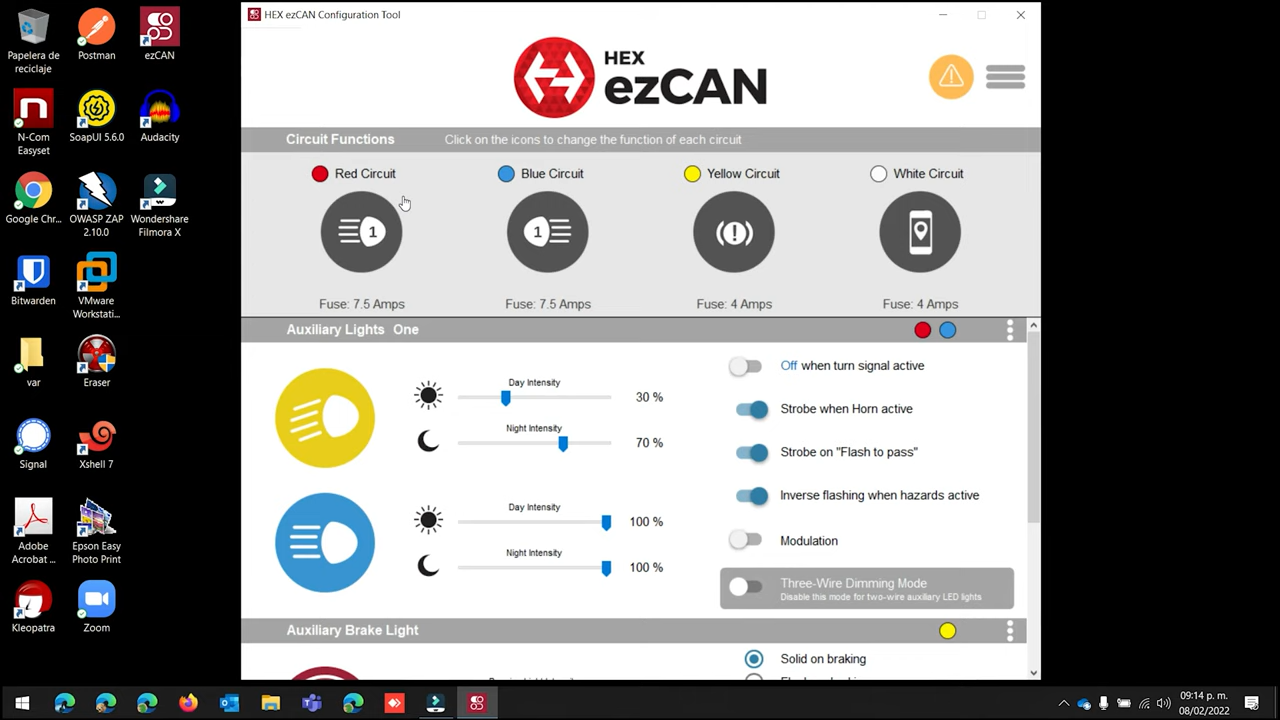 HEX ezCAN Configuration Tool
Papelera de
reciclaje
Postman
ezCAN
N-Com
Easyset
SoapUI 5.6.0
Audacity
Google Chr...
OWASP ZAP
2.10.0
Wondershare
Filmora X
Bitwarden
VMware
Workstati...
var
Eraser
Signal
Xshell 7
Adobe
Acrobat ...
Epson Easy
Photo Print
Kleopatra
Zoom
HEX
ezCAN
Circuit Functions Click on the icons to change the function of each circuit
Red Circuit Blue Circuit Yellow Circuit White Circuit
1 1
Fuse: 7.5 Amps Fuse: 7.5 Amps Fuse: 4 Amps Fuse: 4 Amps
Auxiliary Lights One
Day Intensity
30 %
Night Intensity
70 %
Day Intensity
100 %
Night Intensity
100 %
Off when turn signal active
Strobe when Horn active
Strobe on "Flash to pass"
Inverse flashing when hazards active
Modulation
Three-Wire Dimming Mode
Disable this mode for two-wire auxiliary LED lights
Auxiliary Brake Light
Solid on braking
09:14 p. m.
08/02/2022